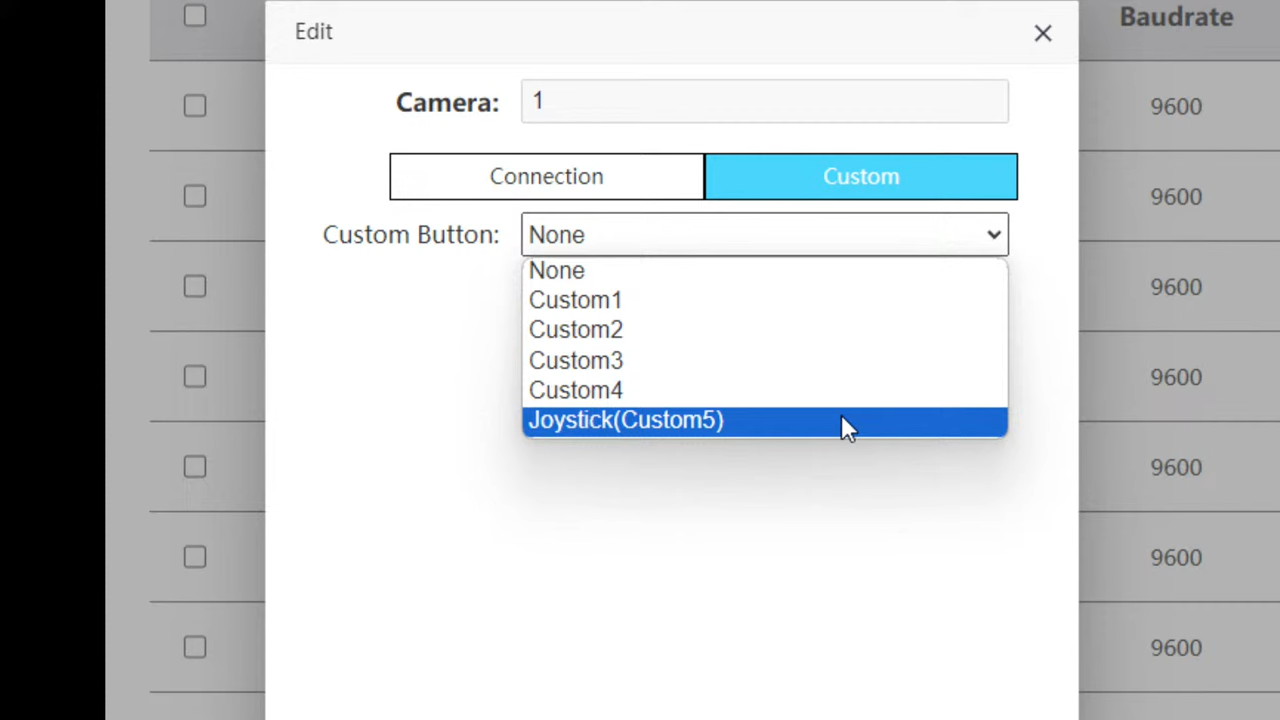 Edit
Baudrate
Camera: 1
9600
Connection Custom
9600
Custom Button: None
None
9600
Custom1
Custom2
Custom3
9600
Custom4
Joystick(Custom5)
9600
9600
9600